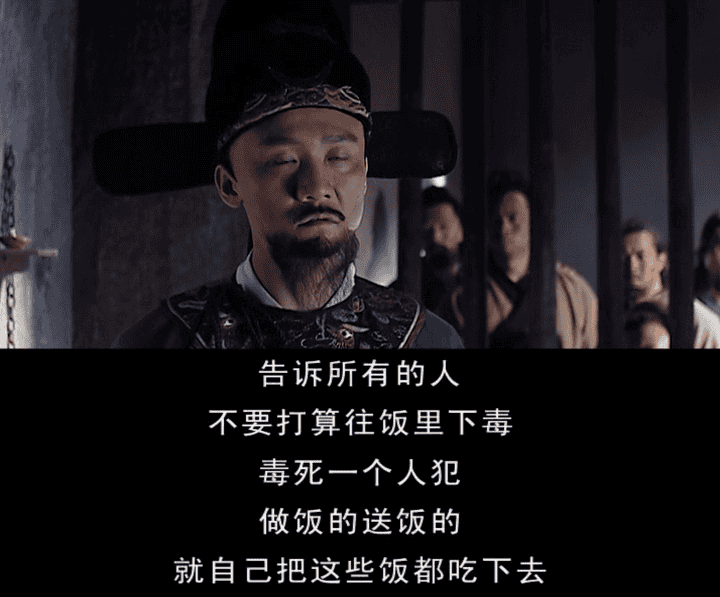 告诉所有的人
不要打算往饭里下毒
毒死一个人犯
做饭的送饭的
就自己把这些饭都吃下去